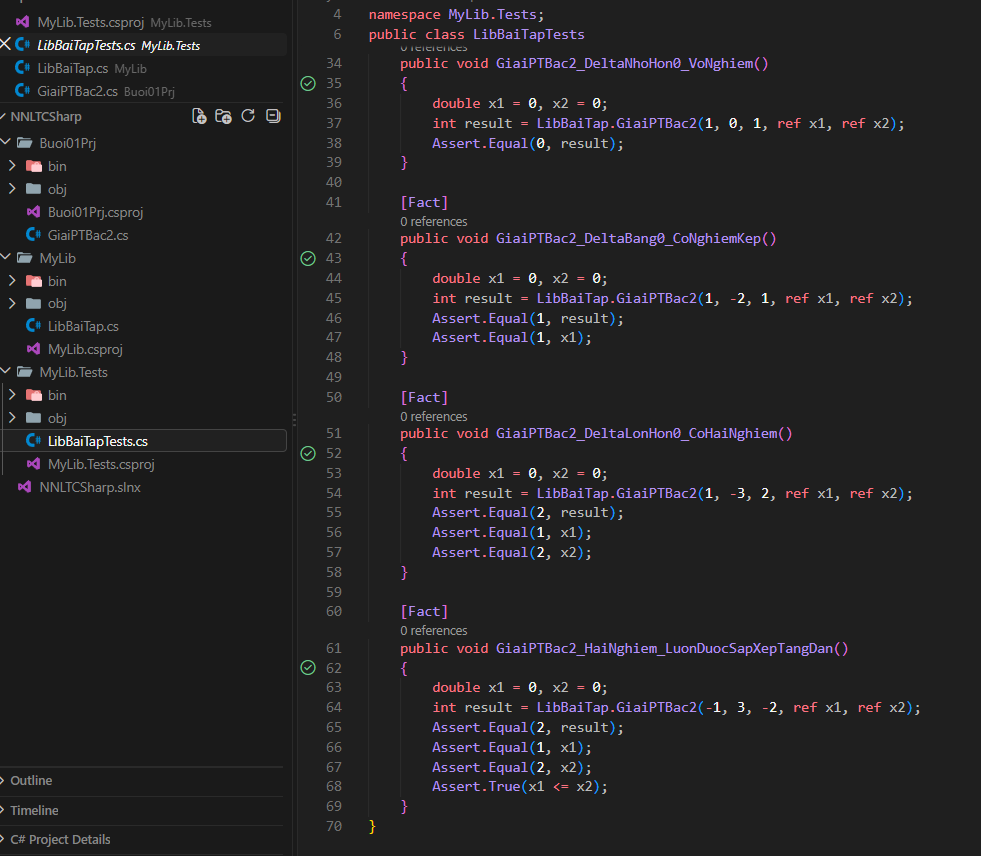 MyLib.Tests.csproj MyLib.Tests
LibBaiTapTests.cs MyLib.Tests
LibBaiTap.cs MyLib
GiaiPTBac2.cs Buoi01Prj
NNLTCSharp
Buoi01Prj
bin
obj
Buoi01Prj.csproj
GiaiPTBac2.cs
MyLib
bin
obj
LibBaiTap.cs
MyLib.csproj
MyLib.Tests
bin
obj
LibBaiTapTests.cs
MyLib.Tests.csproj
NNLTCSharp.slnx
Outline
Timeline
C# Project Details
4 namespace MyLib.Tests;
6 public class LibBaiTapTests
0 references
34 public void GiaiPTBac2_DeltaNhoHon0_VoNghiem()
35 {
36 double x1 = 0, x2 = 0;
37 int result = LibBaiTap.GiaiPTBac2(1, 0, 1, ref x1, ref x2);
38 Assert.Equal(0, result);
39 }
40
41 [Fact]
0 references
42 public void GiaiPTBac2_DeltaBang0_CoNghiemKep()
43 {
44 double x1 = 0, x2 = 0;
45 int result = LibBaiTap.GiaiPTBac2(1, -2, 1, ref x1, ref x2);
46 Assert.Equal(1, result);
47 Assert.Equal(1, x1);
48 }
49
50 [Fact]
0 references
51 public void GiaiPTBac2_DeltaLonHon0_CoHaiNghiem()
52 {
53 double x1 = 0, x2 = 0;
54 int result = LibBaiTap.GiaiPTBac2(1, -3, 2, ref x1, ref x2);
55 Assert.Equal(2, result);
56 Assert.Equal(1, x1);
57 Assert.Equal(2, x2);
58 }
59
60 [Fact]
0 references
61 public void GiaiPTBac2_HaiNghiem_LuonDuocSapXepTangDan()
62 {
63 double x1 = 0, x2 = 0;
64 int result = LibBaiTap.GiaiPTBac2(-1, 3, -2, ref x1, ref x2);
65 Assert.Equal(2, result);
66 Assert.Equal(1, x1);
67 Assert.Equal(2, x2);
68 Assert.True(x1 <= x2);
69 }
70 }